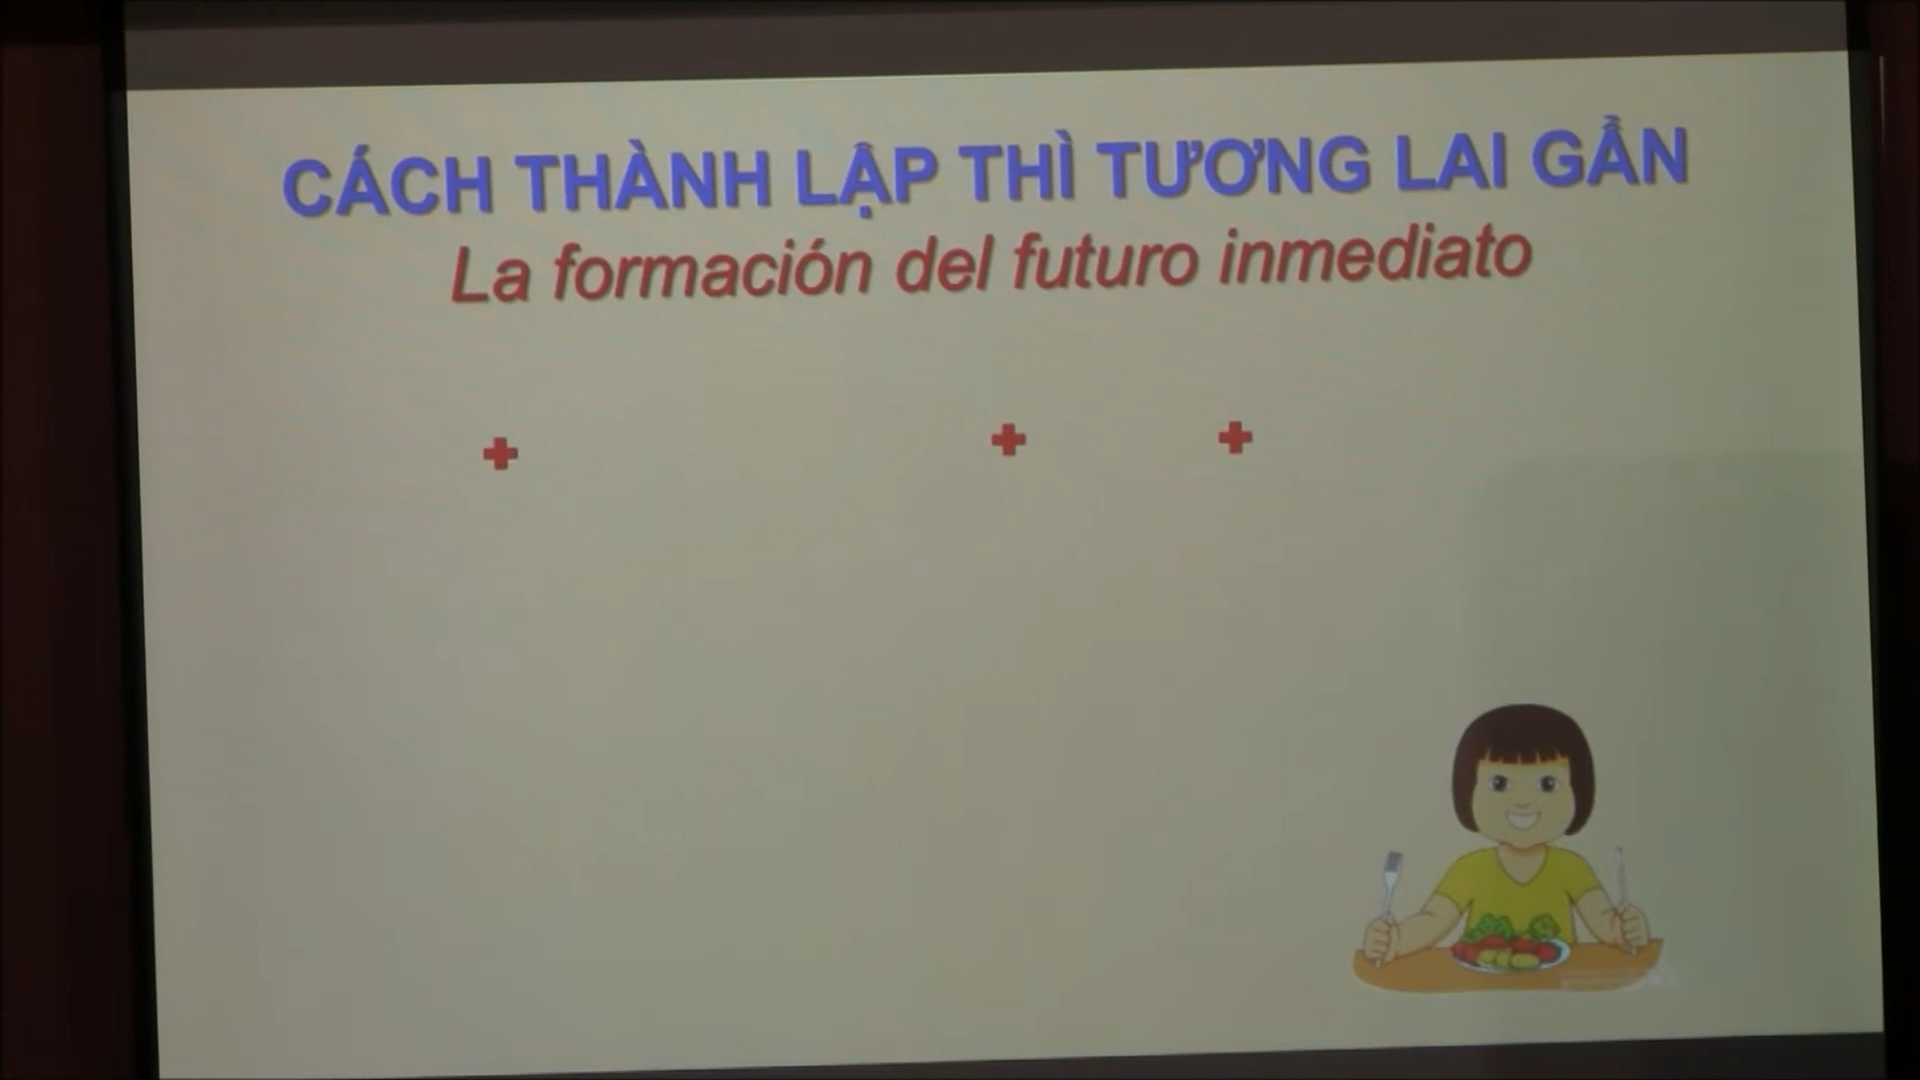 CÁCH THÀNH LẬP THÌ TƯƠNG LAI GẦN
La formación del futuro inmediato